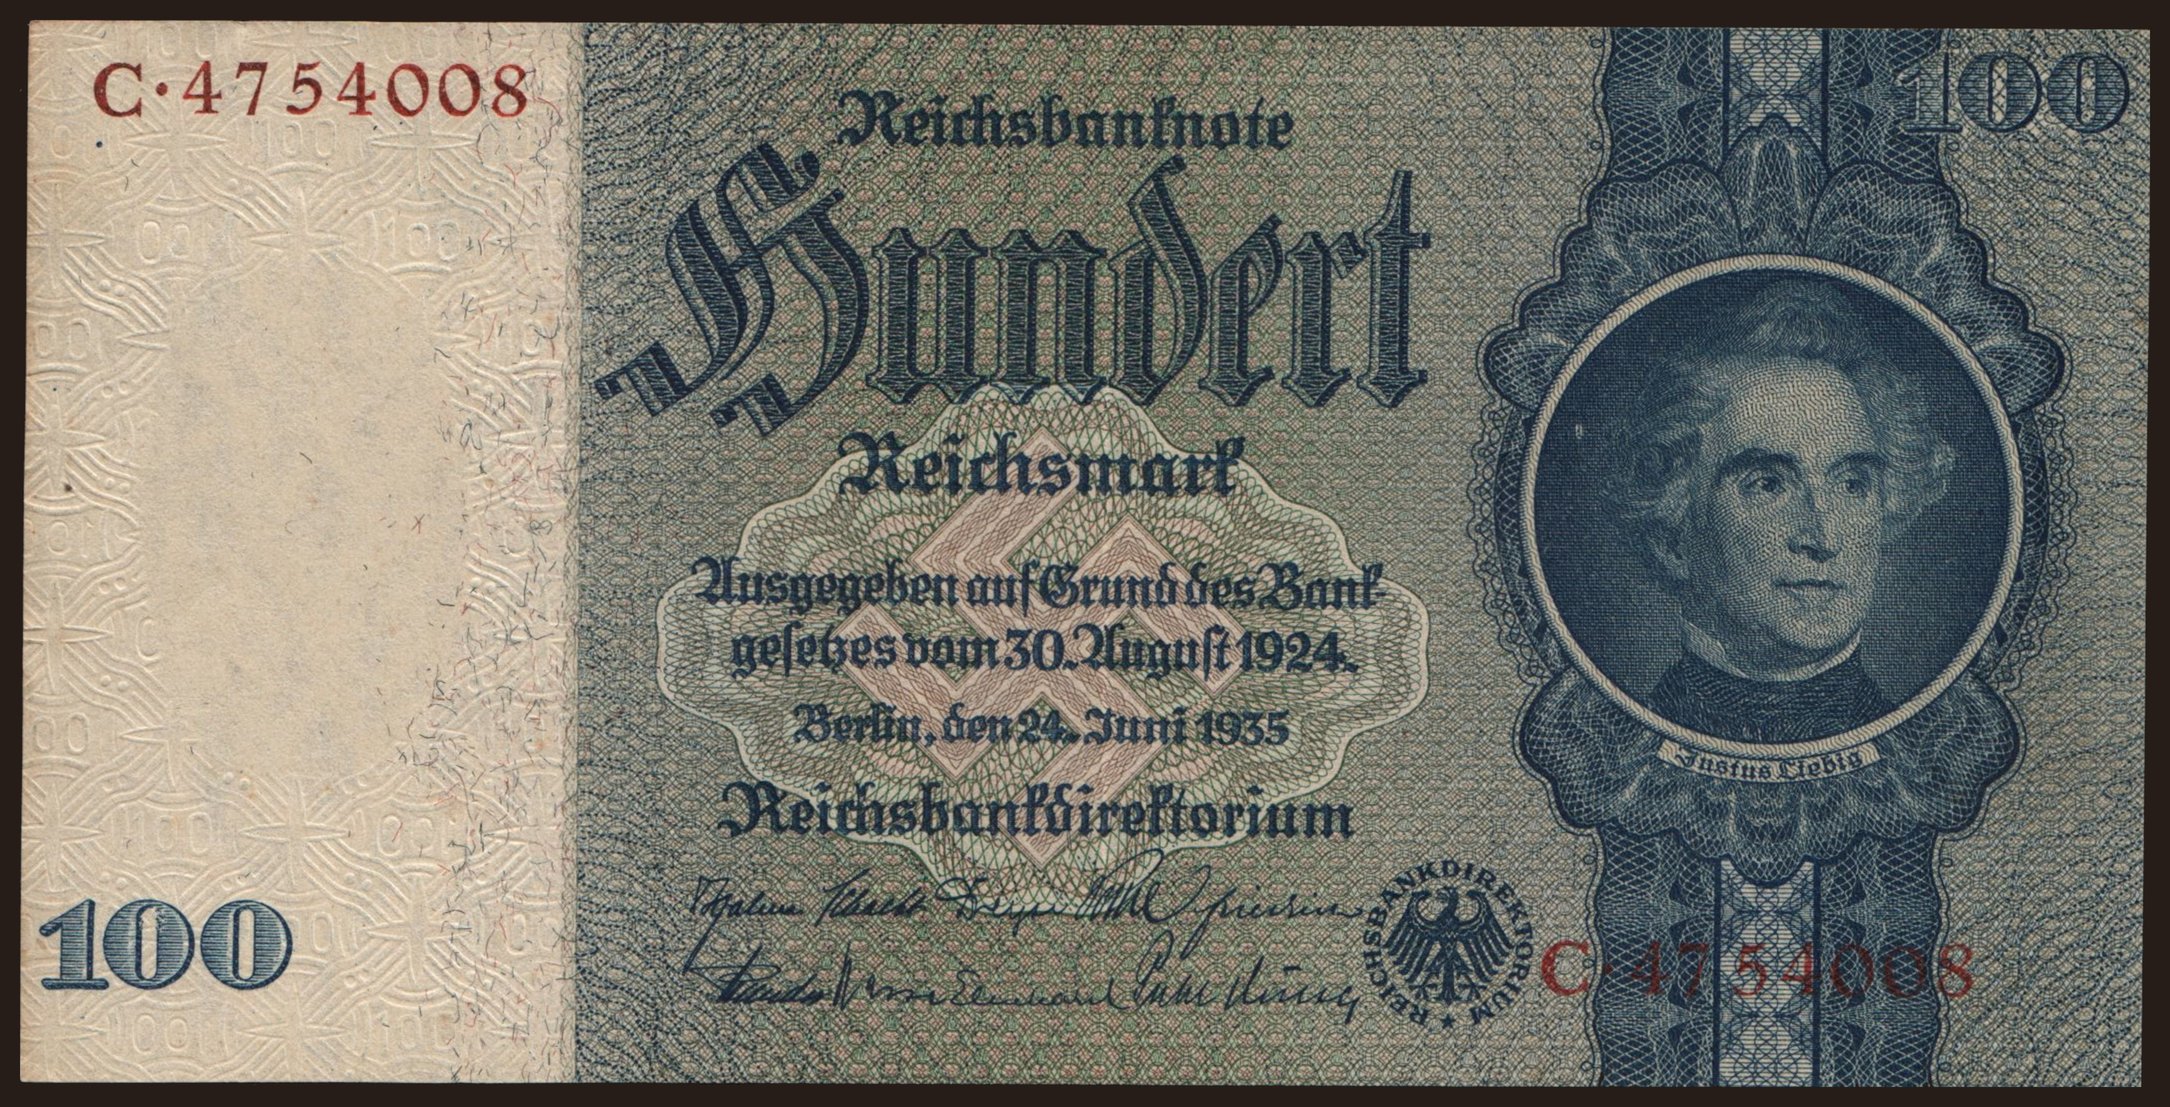 C·4754008
100
Reichsbanknote
Hundert
Reichsmark
Ausgegeben auf Grund des Bank-
gesetzes vom 30. August 1924.
Berlin, den 24. Juni 1935
Reichsbankdirektorium
REICHSBANKDIREKTORIUM
Justus Liebig
C·4754008
100